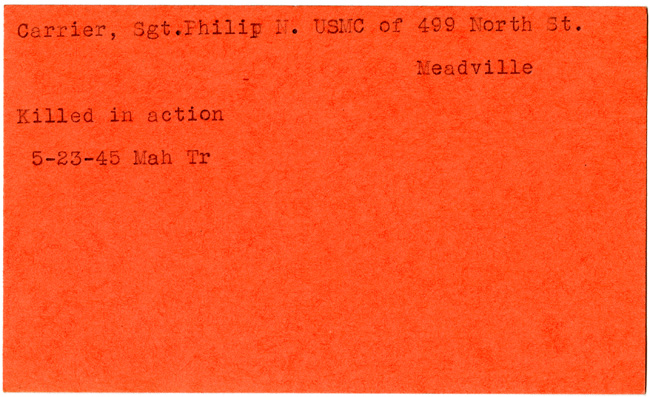 Carrier, Sgt.Philip N. USMC of 499 North St.
Meadville
Killed in action
5-23-45 Mah Tr